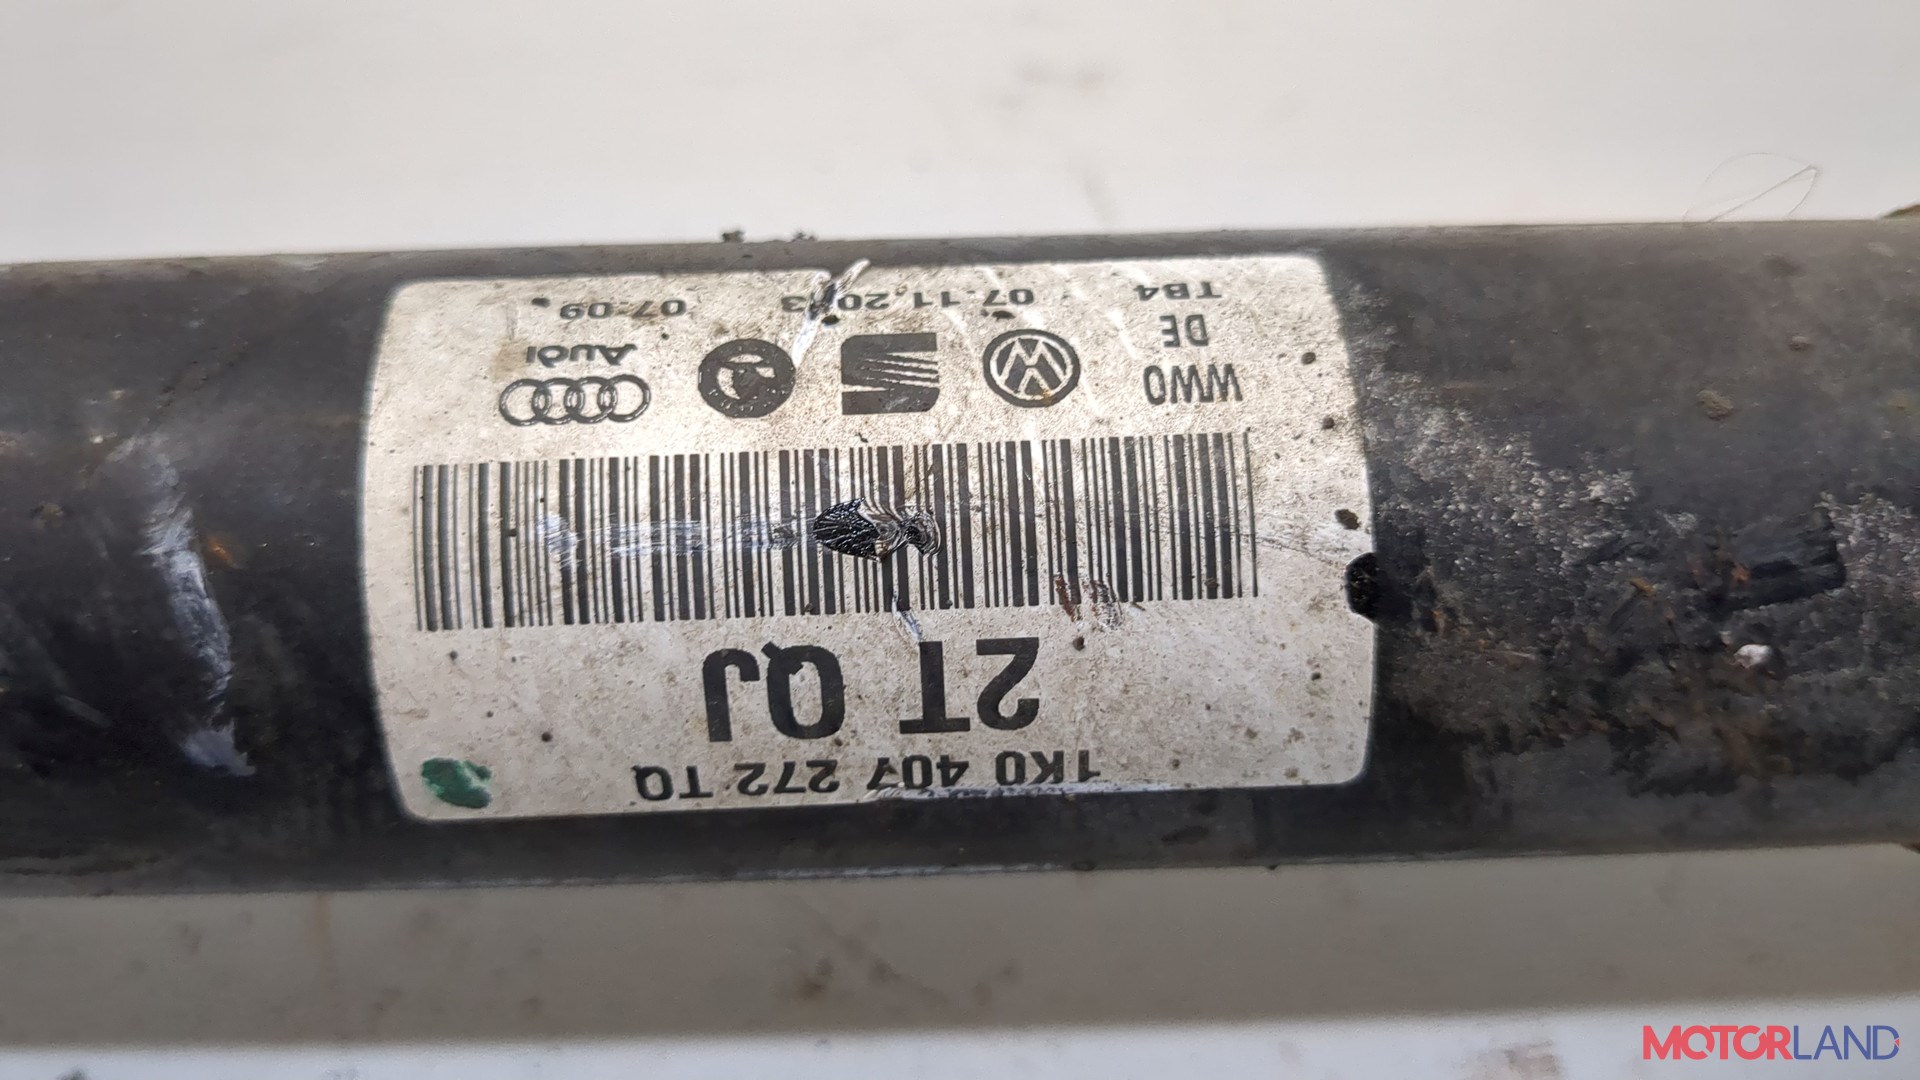 1K0 407 272 TQ
2T QJ
WWO
DE
Audi
TB4 07.11.2013 07:09
MOTORLAND